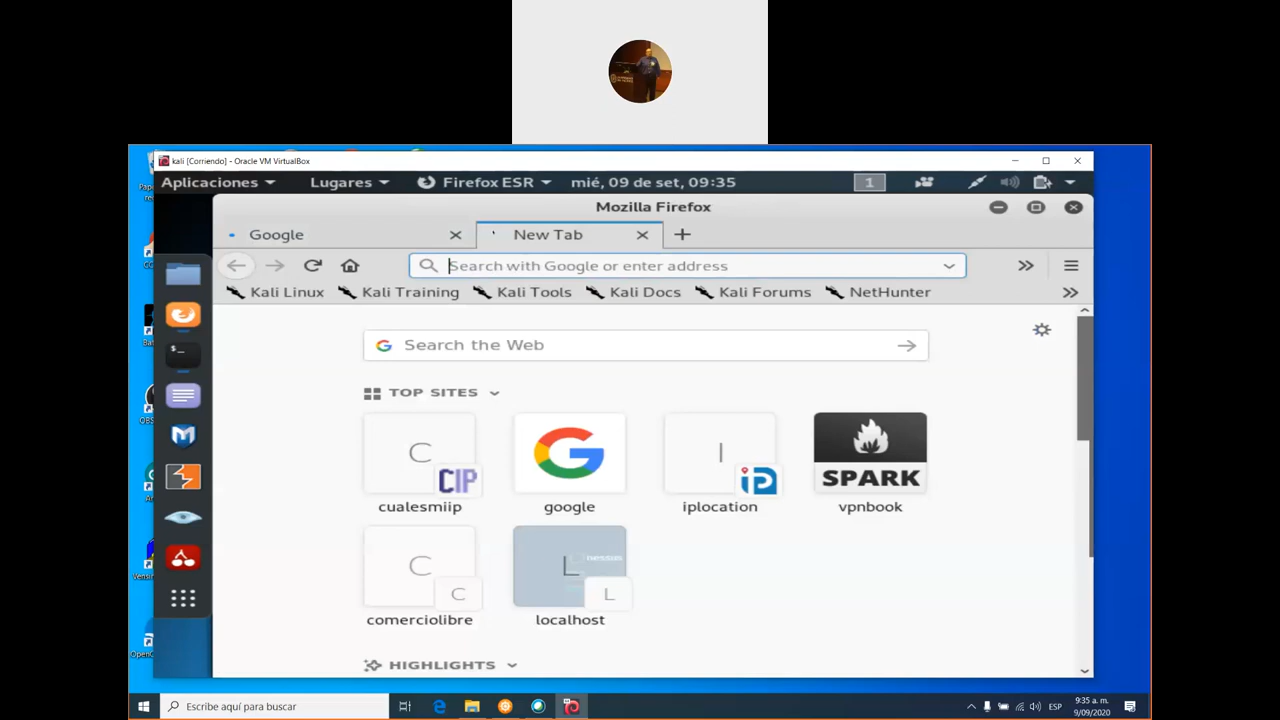 kali [Corriendo] - Oracle VM VirtualBox
Aplicaciones Lugares Firefox ESR mié, 09 de set, 09:35 1
Mozilla Firefox
Google New Tab
Search with Google or enter address
Kali Linux Kali Training Kali Tools Kali Docs Kali Forums NetHunter
Search the Web
TOP SITES
C CIP
G
I iP
SPARK
cualesmiip google iplocation vpnbook
C C
L nessus L
comerciolibre localhost
HIGHLIGHTS
Escribe aquí para buscar
ESP
9:35 a. m.
9/09/2020